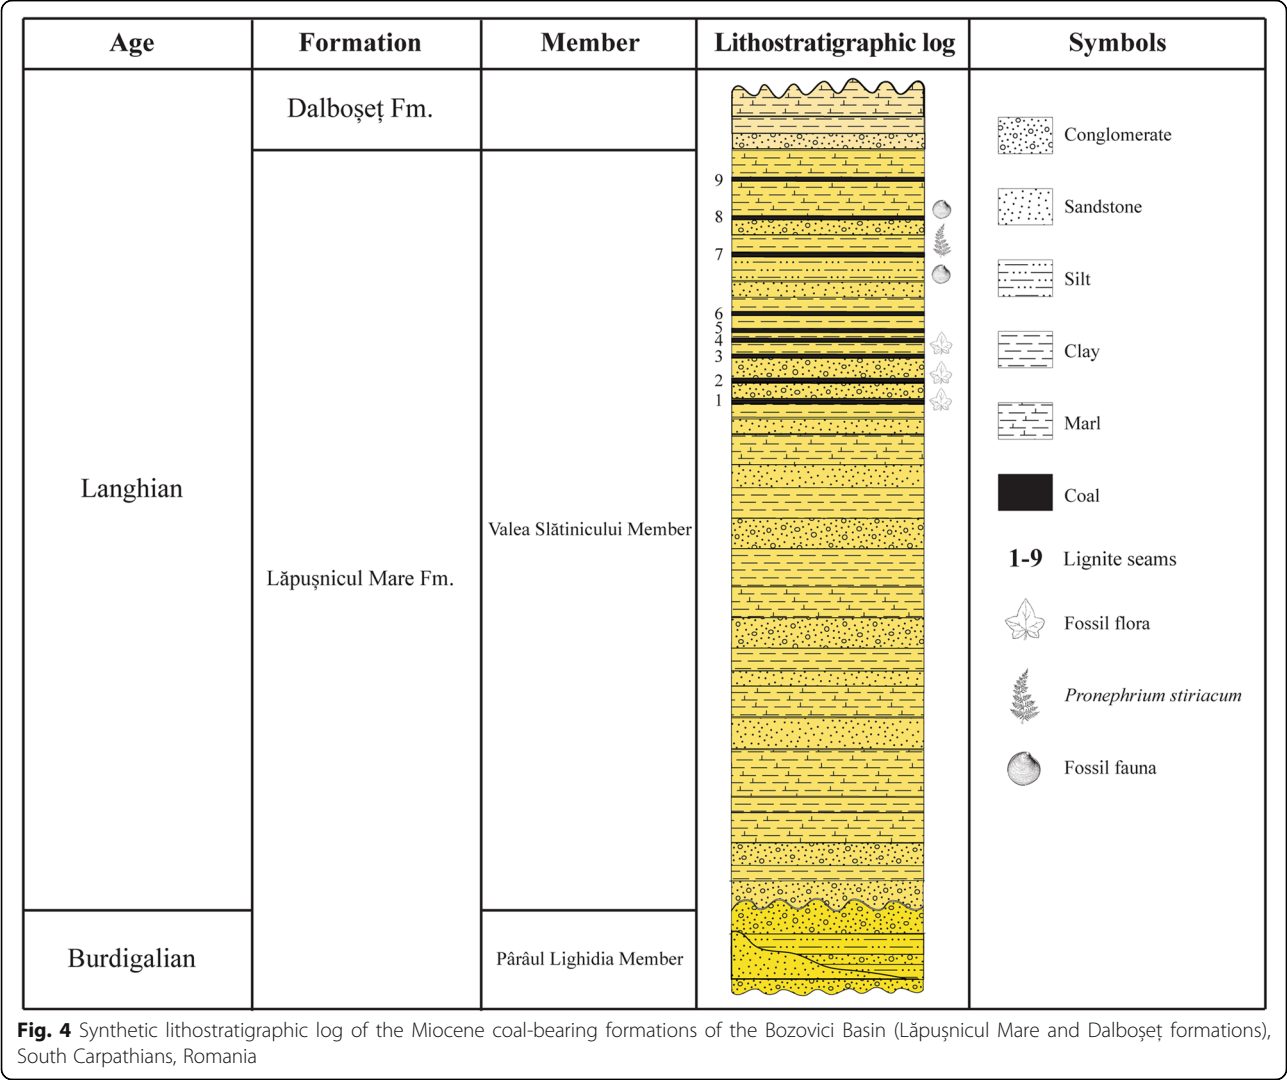 Age Formation Member Lithostratigraphic log Symbols
Dalboșeț Fm.
Langhian
Lăpușnicul Mare Fm.
Valea Slătinicului Member
Burdigalian
Pârâul Lighidia Member
9
8
7
6
5
4
3
2
1
Conglomerate
Sandstone
Silt
Clay
Marl
Coal
1-9 Lignite seams
Fossil flora
Pronephrium stiriacum
Fossil fauna
Fig. 4 Synthetic lithostratigraphic log of the Miocene coal-bearing formations of the Bozovici Basin (Lăpușnicul Mare and Dalboșeț formations),
South Carpathians, Romania